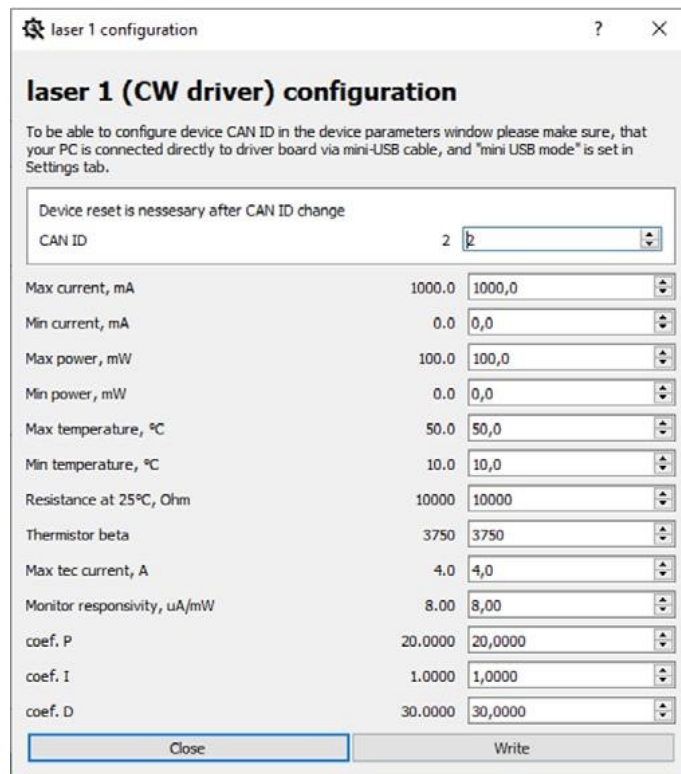 laser 1 configuration ?
laser 1 (CW driver) configuration
To be able to configure device CAN ID in the device parameters window please make sure, that
your PC is connected directly to driver board via mini-USB cable, and "mini USB mode" is set in
Settings tab.
Device reset is nessesary after CAN ID change
CAN ID 2 2
Max current, mA 1000.0 1000,0
Min current, mA 0.0 0,0
Max power, mW 100.0 100,0
Min power, mW 0.0 0,0
Max temperature, ºC 50.0 50,0
Min temperature, ºC 10.0 10,0
Resistance at 25ºC, Ohm 10000 10000
Thermistor beta 3750 3750
Max tec current, A 4.0 4,0
Monitor responsivity, uA/mW 8.00 8,00
coef. P 20.0000 20,0000
coef. I 1.0000 1,0000
coef. D 30.0000 30,0000
Close Write